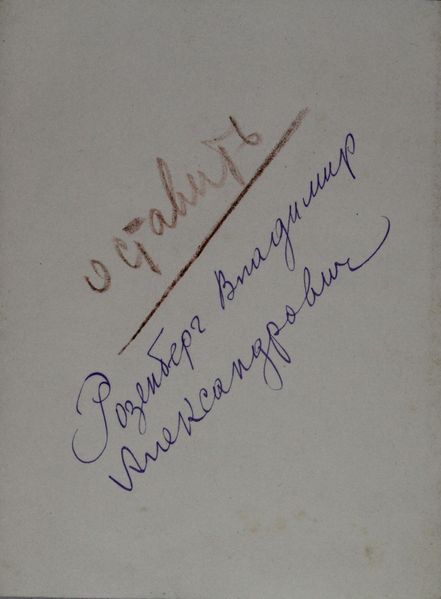 оставить
Розенберг Владимир
Александрович